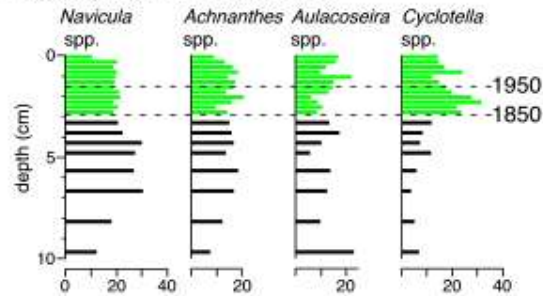 Navicula Achnanthes Aulacoseira Cyclotella
spp. spp. spp. spp.
0
1950
1850
depth (cm)
5
10
0 20 40 20 20 0 20 40